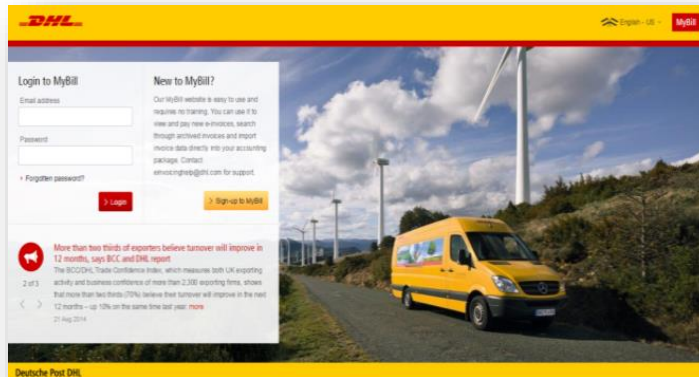 DHL
English - US
MyBill
Login to MyBill
Email address
Password
Forgotten password?
Login
New to MyBill?
Our MyBill website is easy to use and
requires no training. You can use it to
view and pay new e-invoices, search
through archived invoices and import
invoice data directly into your accounting
package. Contact
einvoicinghelp@dhl.com for support.
Sign-up to MyBill
More than two thirds of exporters believe turnover will improve in
12 months, says BCC and DHL report
2 of 3
The BCC/DHL Trade Confidence Index, which measures both UK exporting
activity and business confidence of more than 2,300 exporting firms, shows
that more than two thirds (70%) believe their turnover will improve in the next
12 months – up 10% on the same time last year. more
21 Aug 2014
Deutsche Post DHL